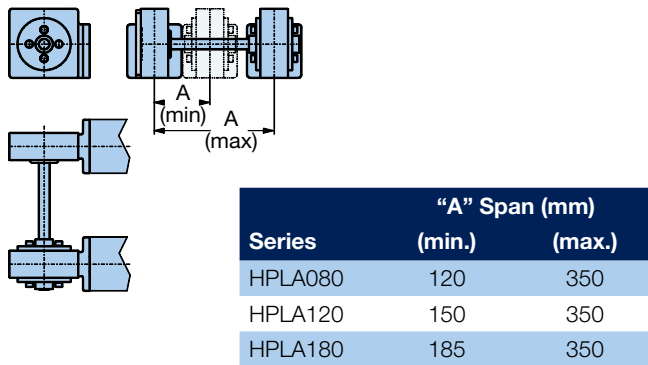 A
(min)
A
(max)
“A” Span (mm)
Series (min.) (max.)
HPLA080 120 350
HPLA120 150 350
HPLA180 185 350